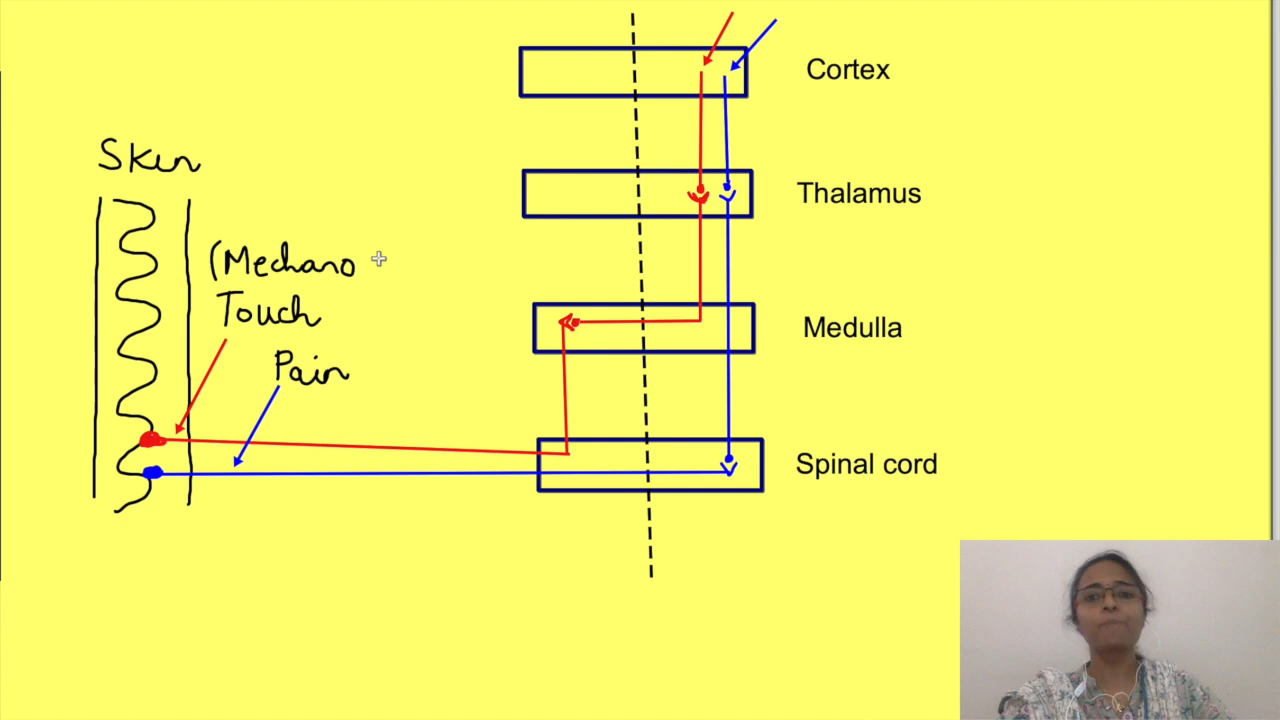 Cortex
Skin
Thalamus
(Mechano
Touch
Medulla
Pain
Spinal cord